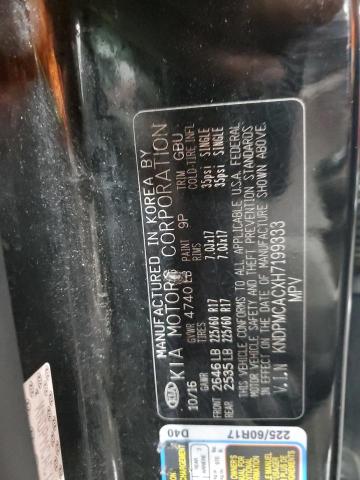 MANUFACTURED IN KOREA BY
KIA MOTORS CORPORATION
10/16 GVWR 4740 LB PAINT 9P TRIM GBU
GAWR TIRES RIMS COLD-TIRE INFL
FRONT 2646 LB 225/60 R17 7.0JX17 35psi SINGLE
REAR 2535 LB 225/60 R17 7.0JX17 35psi SINGLE
THIS VEHICLE CONFORMS TO ALL APPLICABLE U.S.A. FEDERAL
MOTOR VEHICLE SAFETY AND THEFT PREVENTION STANDARDS
IN EFFECT ON THE DATE OF MANUFACTURE SHOWN ABOVE.
V.I.N KNDPMCACXH7199333
MPV
D40 225/60R17